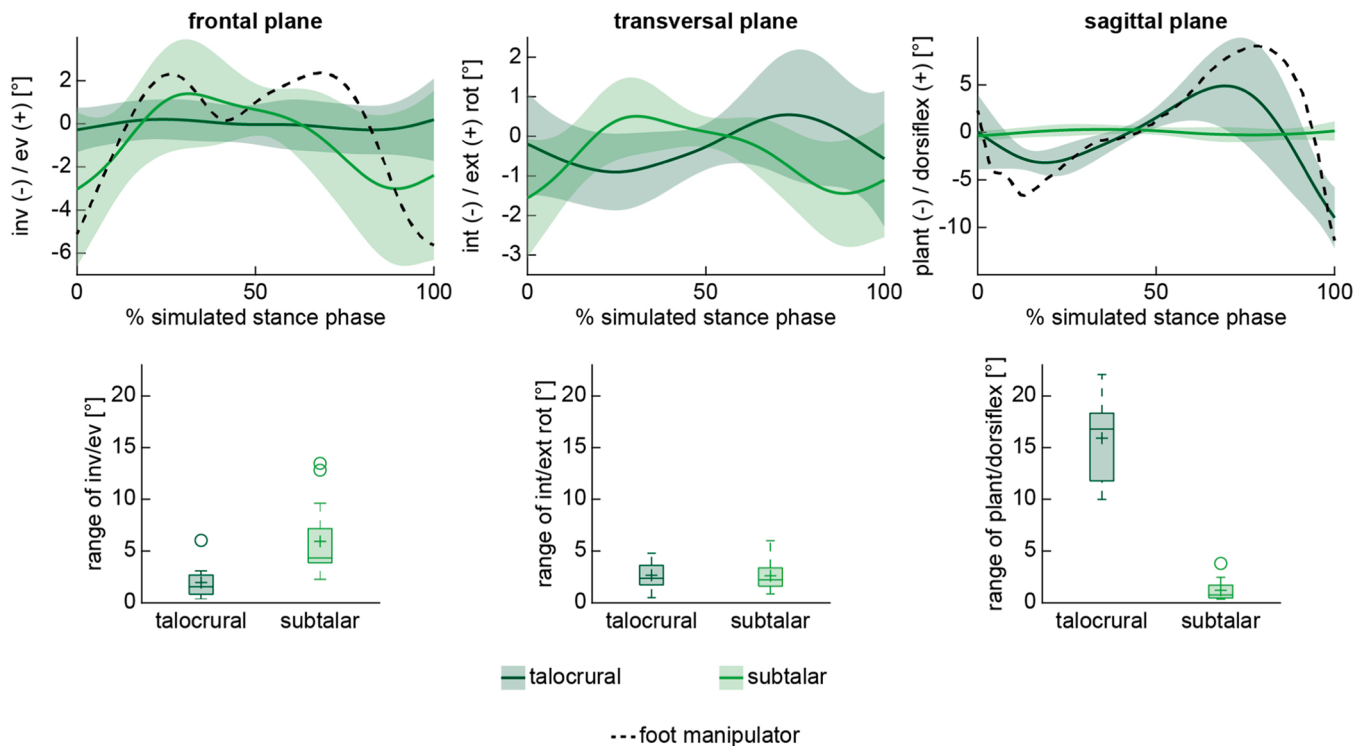 frontal plane
inv (-) / ev (+) [°]
2
0
-2
-4
-6
0
50
100
% simulated stance phase
transversal plane
int (-) / ext (+) rot [°]
2
1
0
-1
-2
-3
0
50
100
% simulated stance phase
sagittal plane
plant (-) / dorsiflex (+) [°]
5
0
-5
-10
0
50
100
% simulated stance phase
range of inv/ev [°]
20
15
10
5
0
talocrural
subtalar
range of int/ext rot [°]
20
15
10
5
0
talocrural
subtalar
range of plant/dorsiflex [°]
20
15
10
5
0
talocrural
subtalar
talocrural
subtalar
foot manipulator